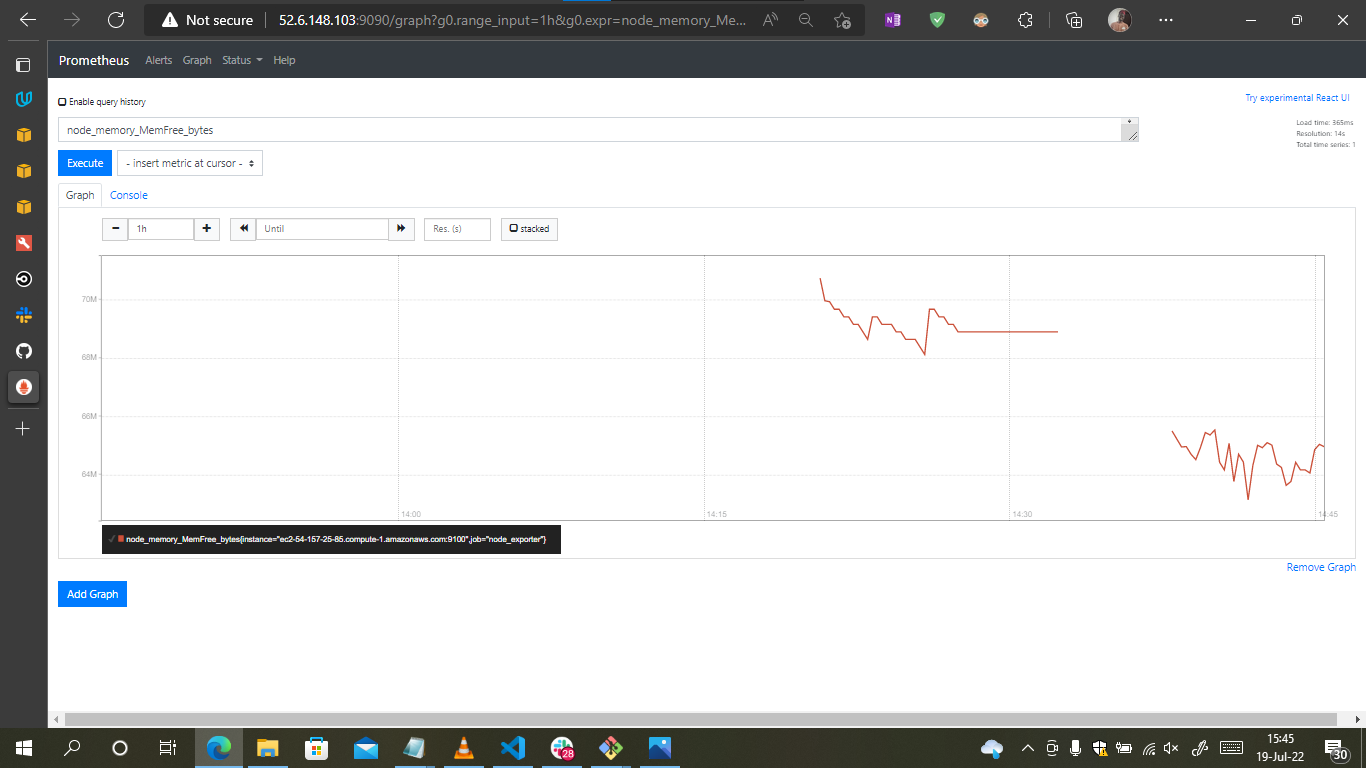 Not secure
52.6.148.103:9090/graph?g0.range_input=1h&g0.expr=node_memory_Me...
Prometheus
Alerts
Graph
Status
Help
Enable query history
Try experimental React UI
node_memory_MemFree_bytes
Load time: 365ms
Resolution: 14s
Total time series: 1
Execute
- insert metric at cursor -
Graph
Console
1h
Until
Res. (s)
stacked
70M
68M
66M
64M
14:00
14:15
14:30
14:45
node_memory_MemFree_bytes{instance="ec2-54-157-25-85.compute-1.amazonaws.com:9100",job="node_exporter"}
Remove Graph
Add Graph
28
15:45
19-Jul-22
30